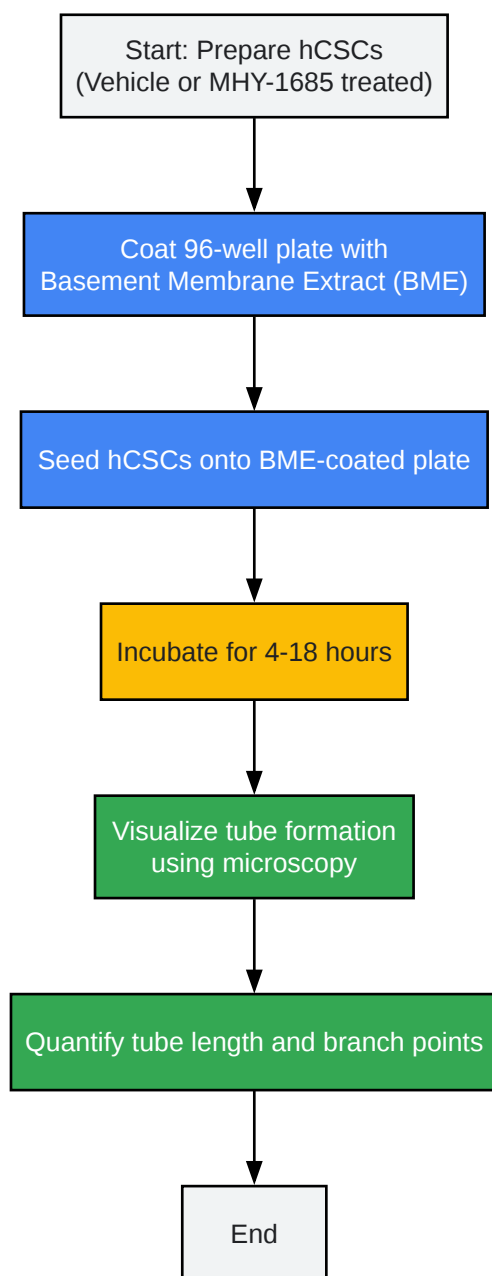 Start: Prepare hCSCs
(Vehicle or MHY-1685 treated)
Coat 96-well plate with
Basement Membrane Extract (BME)
Seed hCSCs onto BME-coated plate
Incubate for 4-18 hours
Visualize tube formation
using microscopy
Quantify tube length and branch points
End